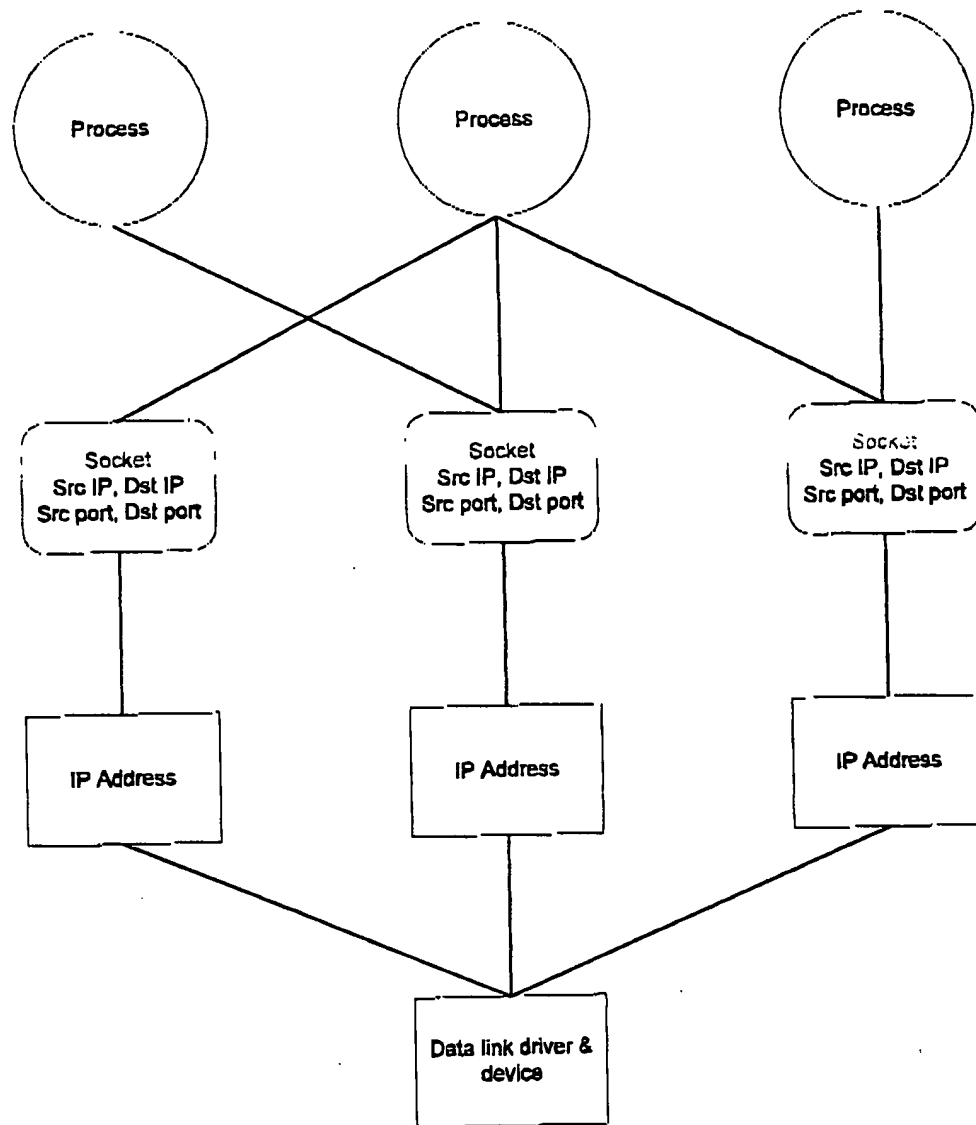 Process
Process
Process
Socket
Src IP, Dst IP
Src port, Dst port
Socket
Src IP, Dst IP
Src port, Dst port
Socket
Src IP, Dst IP
Src port, Dst port
IP Address
IP Address
IP Address
Data link driver &
device